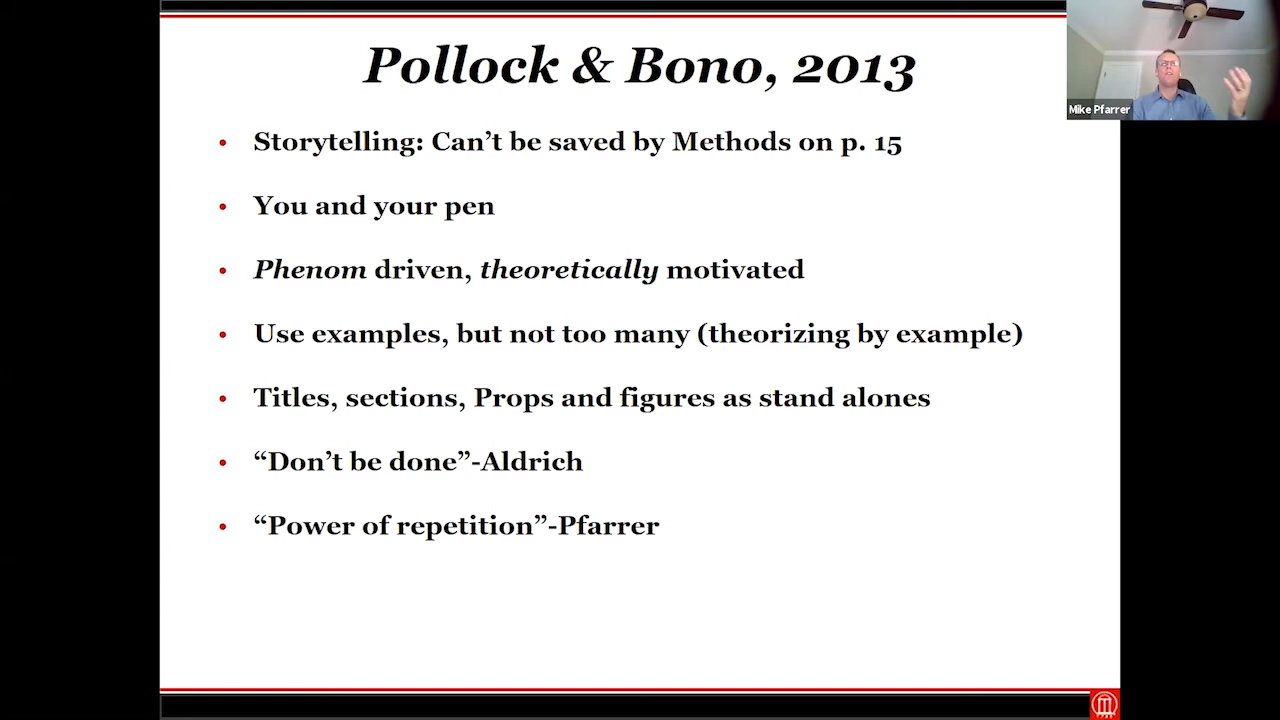 Pollock & Bono, 2013
Mike Pfarrer
• Storytelling: Can’t be saved by Methods on p. 15
• You and your pen
• Phenom driven, theoretically motivated
• Use examples, but not too many (theorizing by example)
• Titles, sections, Props and figures as stand alones
• “Don’t be done”-Aldrich
• “Power of repetition”-Pfarrer